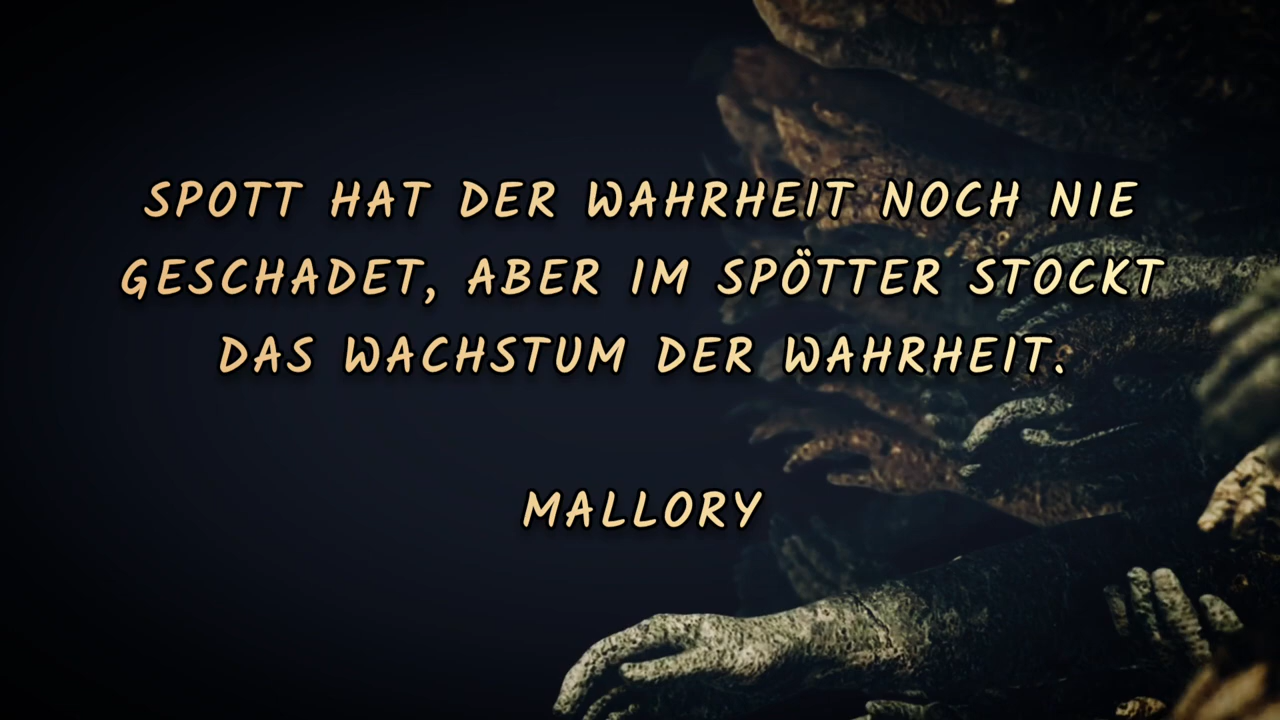 SPOTT HAT DER WAHRHEIT NOCH NIE
GESCHADET, ABER IM SPÖTTER STOCKT
DAS WACHSTUM DER WAHRHEIT.
MALLORY